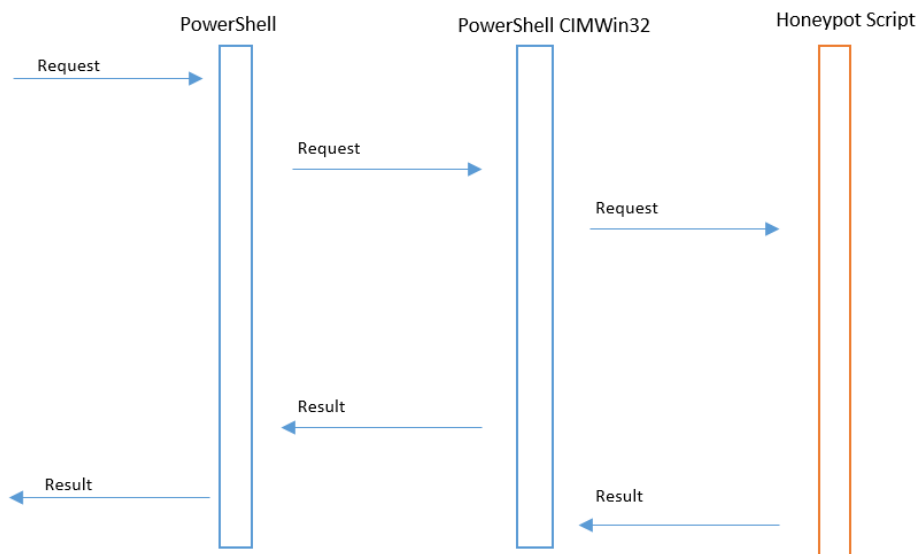 PowerShell
PowerShell CIMWin32
Honeypot Script
Request
Request
Request
Result
Result
Result